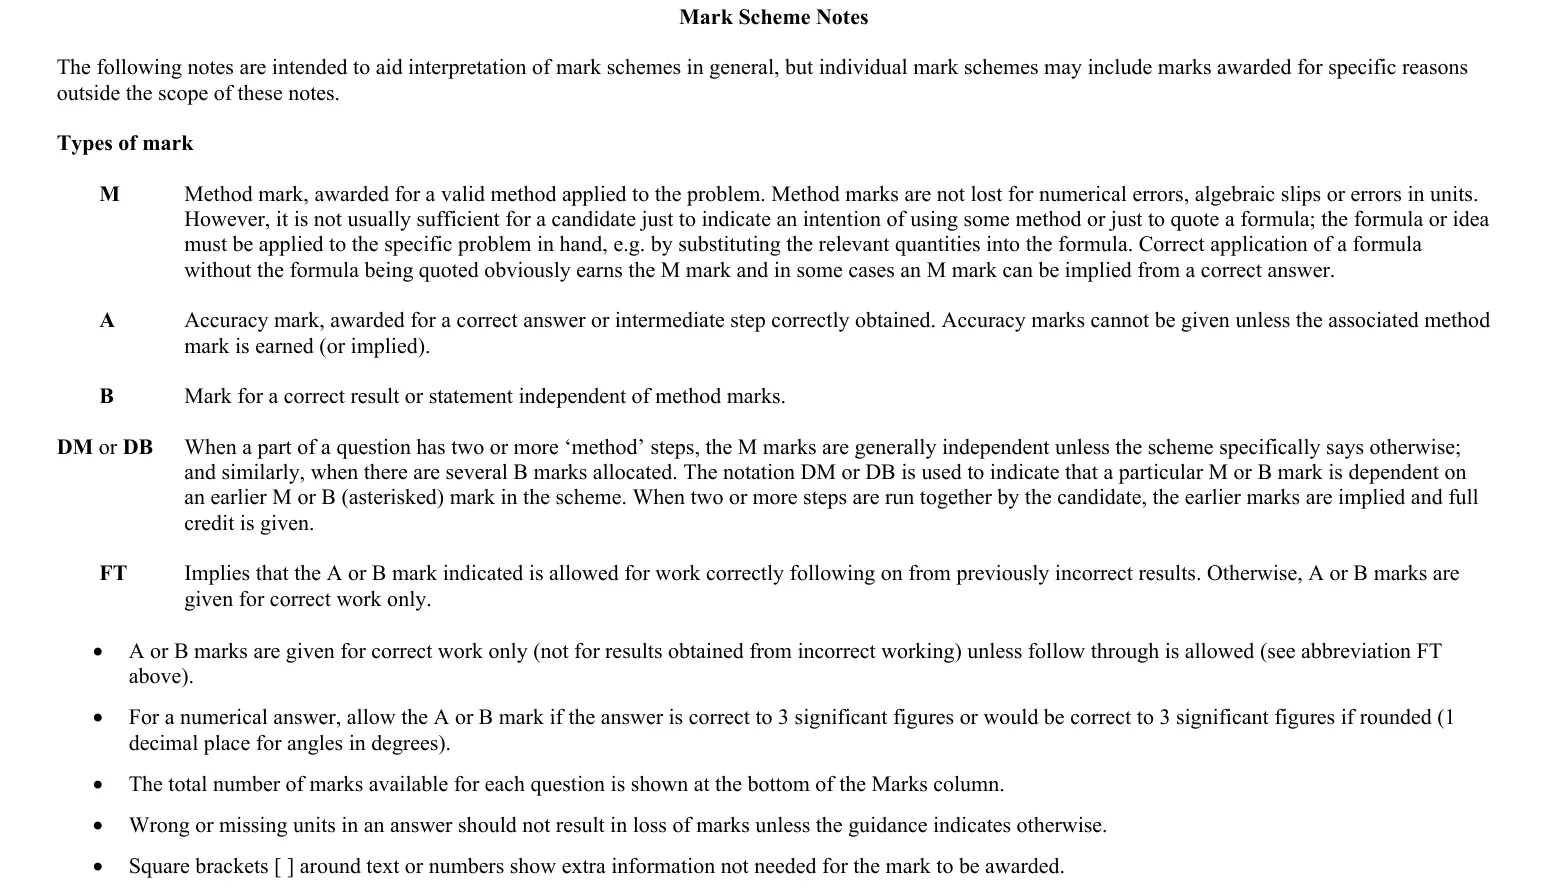 Mark Scheme Notes
The following notes are intended to aid interpretation of mark schemes in general, but individual mark schemes may include marks awarded for specific reasons
outside the scope of these notes.
Types of mark
M Method mark, awarded for a valid method applied to the problem. Method marks are not lost for numerical errors, algebraic slips or errors in units.
However, it is not usually sufficient for a candidate just to indicate an intention of using some method or just to quote a formula; the formula or idea
must be applied to the specific problem in hand, e.g. by substituting the relevant quantities into the formula. Correct application of a formula
without the formula being quoted obviously earns the M mark and in some cases an M mark can be implied from a correct answer.
A Accuracy mark, awarded for a correct answer or intermediate step correctly obtained. Accuracy marks cannot be given unless the associated method
mark is earned (or implied).
B Mark for a correct result or statement independent of method marks.
DM or DB When a part of a question has two or more ‘method’ steps, the M marks are generally independent unless the scheme specifically says otherwise;
and similarly, when there are several B marks allocated. The notation DM or DB is used to indicate that a particular M or B mark is dependent on
an earlier M or B (asterisked) mark in the scheme. When two or more steps are run together by the candidate, the earlier marks are implied and full
credit is given.
FT Implies that the A or B mark indicated is allowed for work correctly following on from previously incorrect results. Otherwise, A or B marks are
given for correct work only.
• A or B marks are given for correct work only (not for results obtained from incorrect working) unless follow through is allowed (see abbreviation FT
above).
• For a numerical answer, allow the A or B mark if the answer is correct to 3 significant figures or would be correct to 3 significant figures if rounded (1
decimal place for angles in degrees).
• The total number of marks available for each question is shown at the bottom of the Marks column.
• Wrong or missing units in an answer should not result in loss of marks unless the guidance indicates otherwise.
• Square brackets [ ] around text or numbers show extra information not needed for the mark to be awarded.